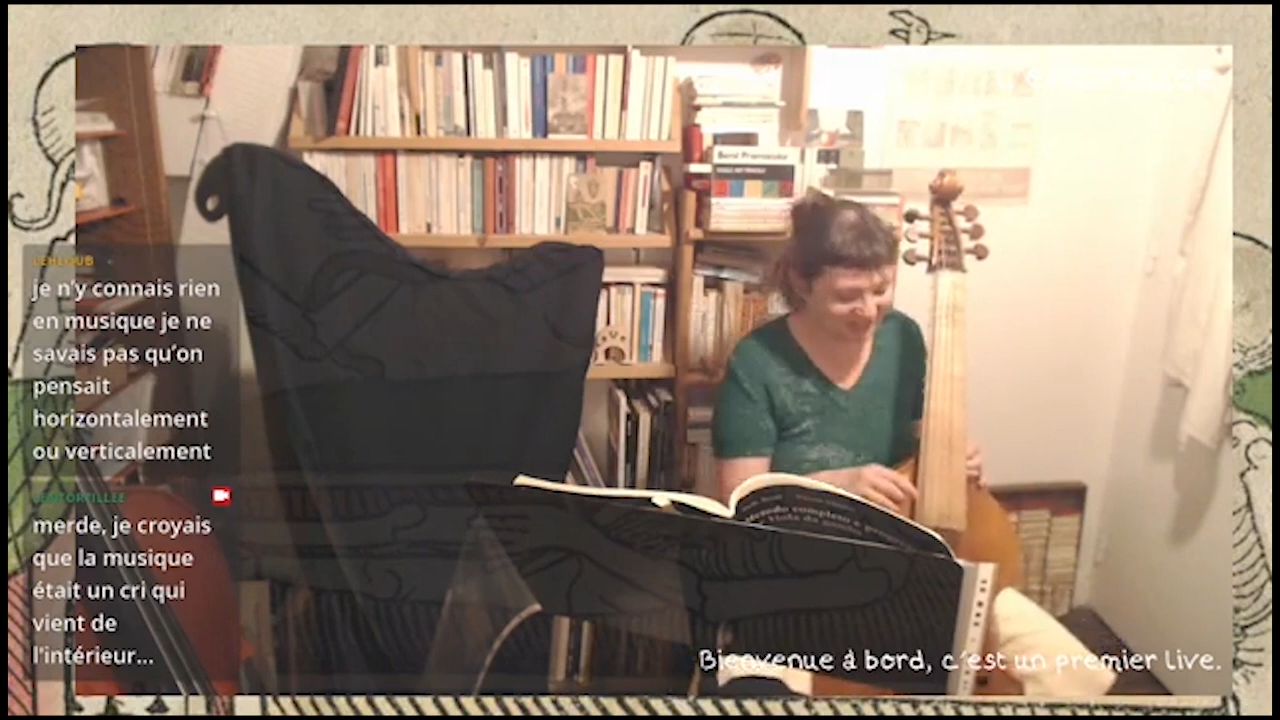 LEHLOUB
je n'y connais rien
en musique je ne
savais pas qu'on
pensait
horizontalement
ou verticalement
merde, je croyais
que la musique
était un cri qui
vient de
l'intérieur...
Bienvenue à bord, c'est un premier live.